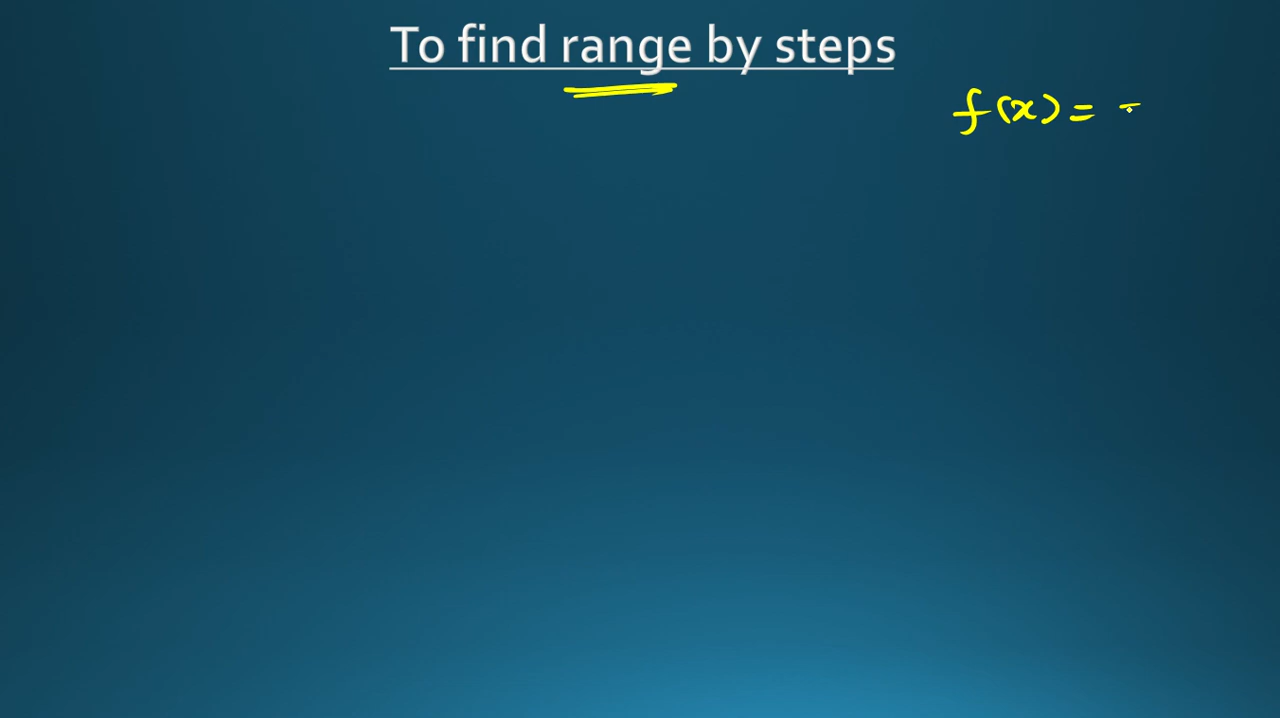 To find range by steps
f(x) =